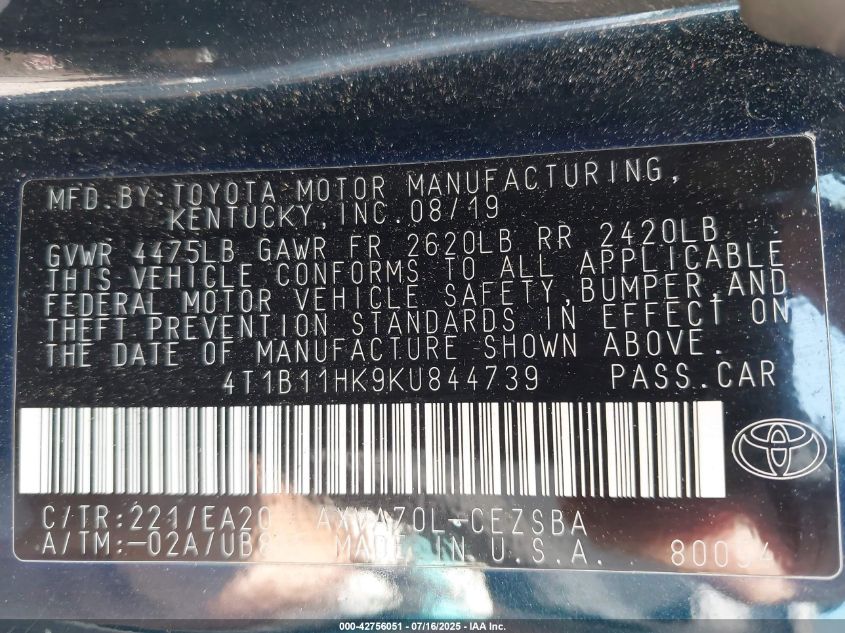 MFD.BY:TOYOTA MOTOR MANUFACTURING,
KENTUCKY,INC.08/19
GVWR 4475LB GAWR FR 2620LB RR 2420LB
THIS VEHICLE CONFORMS TO ALL APPLICABLE
FEDERAL MOTOR VEHICLE SAFETY,BUMPER,AND
THEFT PREVENTION STANDARDS IN EFFECT ON
THE DATE OF MANUFACTURE SHOWN ABOVE.
4T1B11HK9KU844739 PASS.CAR
C/TR:221/EA20 AXVA70L-CEZSBA
A/TM:-02A/ MADE IN U.S.A.
000-42756051 - 07/16/2025 - IAA Inc.